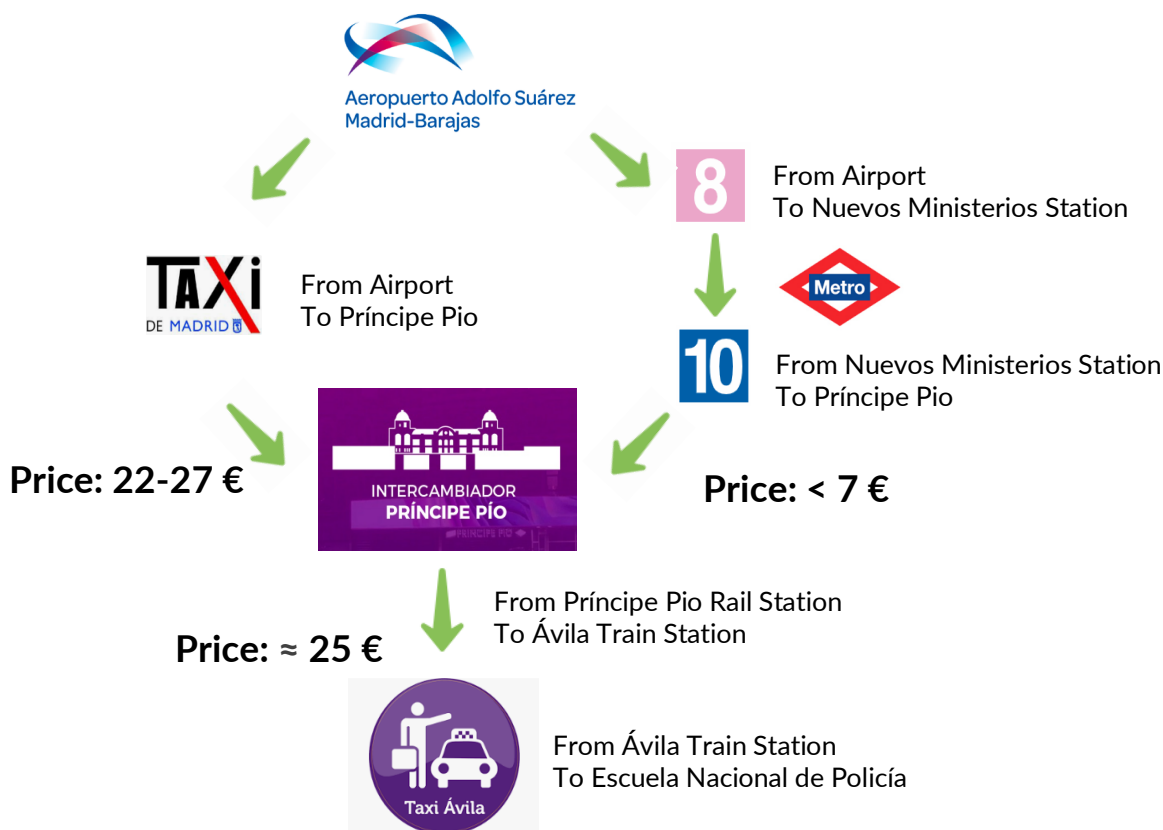 Aeropuerto Adolfo Suárez
Madrid-Barajas
8
From Airport
To Nuevos Ministerios Station
TAXi
DE MADRID
From Airport
To Príncipe Pio
Metro
10
From Nuevos Ministerios Station
To Príncipe Pio
Price: 22-27 €
INTERCAMBIADOR
PRÍNCIPE PÍO
PRINCIPE PIO
Price: < 7 €
From Príncipe Pio Rail Station
To Ávila Train Station
Price: ≈ 25 €
Taxi Ávila
From Ávila Train Station
To Escuela Nacional de Policía